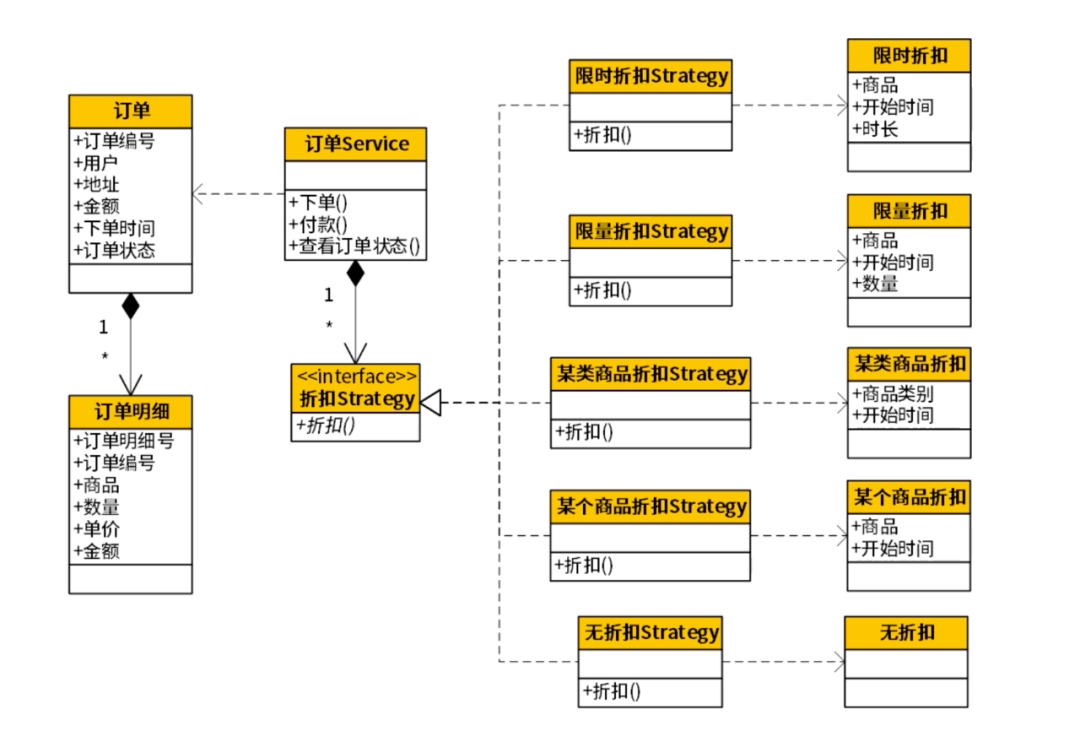 订单
+订单编号
+用户
+地址
+金额
+下单时间
+订单状态
1
*
订单明细
+订单明细号
+订单编号
+商品
+数量
+单价
+金额
订单Service
+下单()
+付款()
+查看订单状态()
1
*
<<interface>>
折扣Strategy
+折扣()
限时折扣Strategy
+折扣()
限时折扣
+商品
+开始时间
+时长
限量折扣Strategy
+折扣()
限量折扣
+商品
+开始时间
+数量
某类商品折扣Strategy
+折扣()
某类商品折扣
+商品类别
+开始时间
某个商品折扣Strategy
+折扣()
某个商品折扣
+商品
+开始时间
无折扣Strategy
+折扣()
无折扣